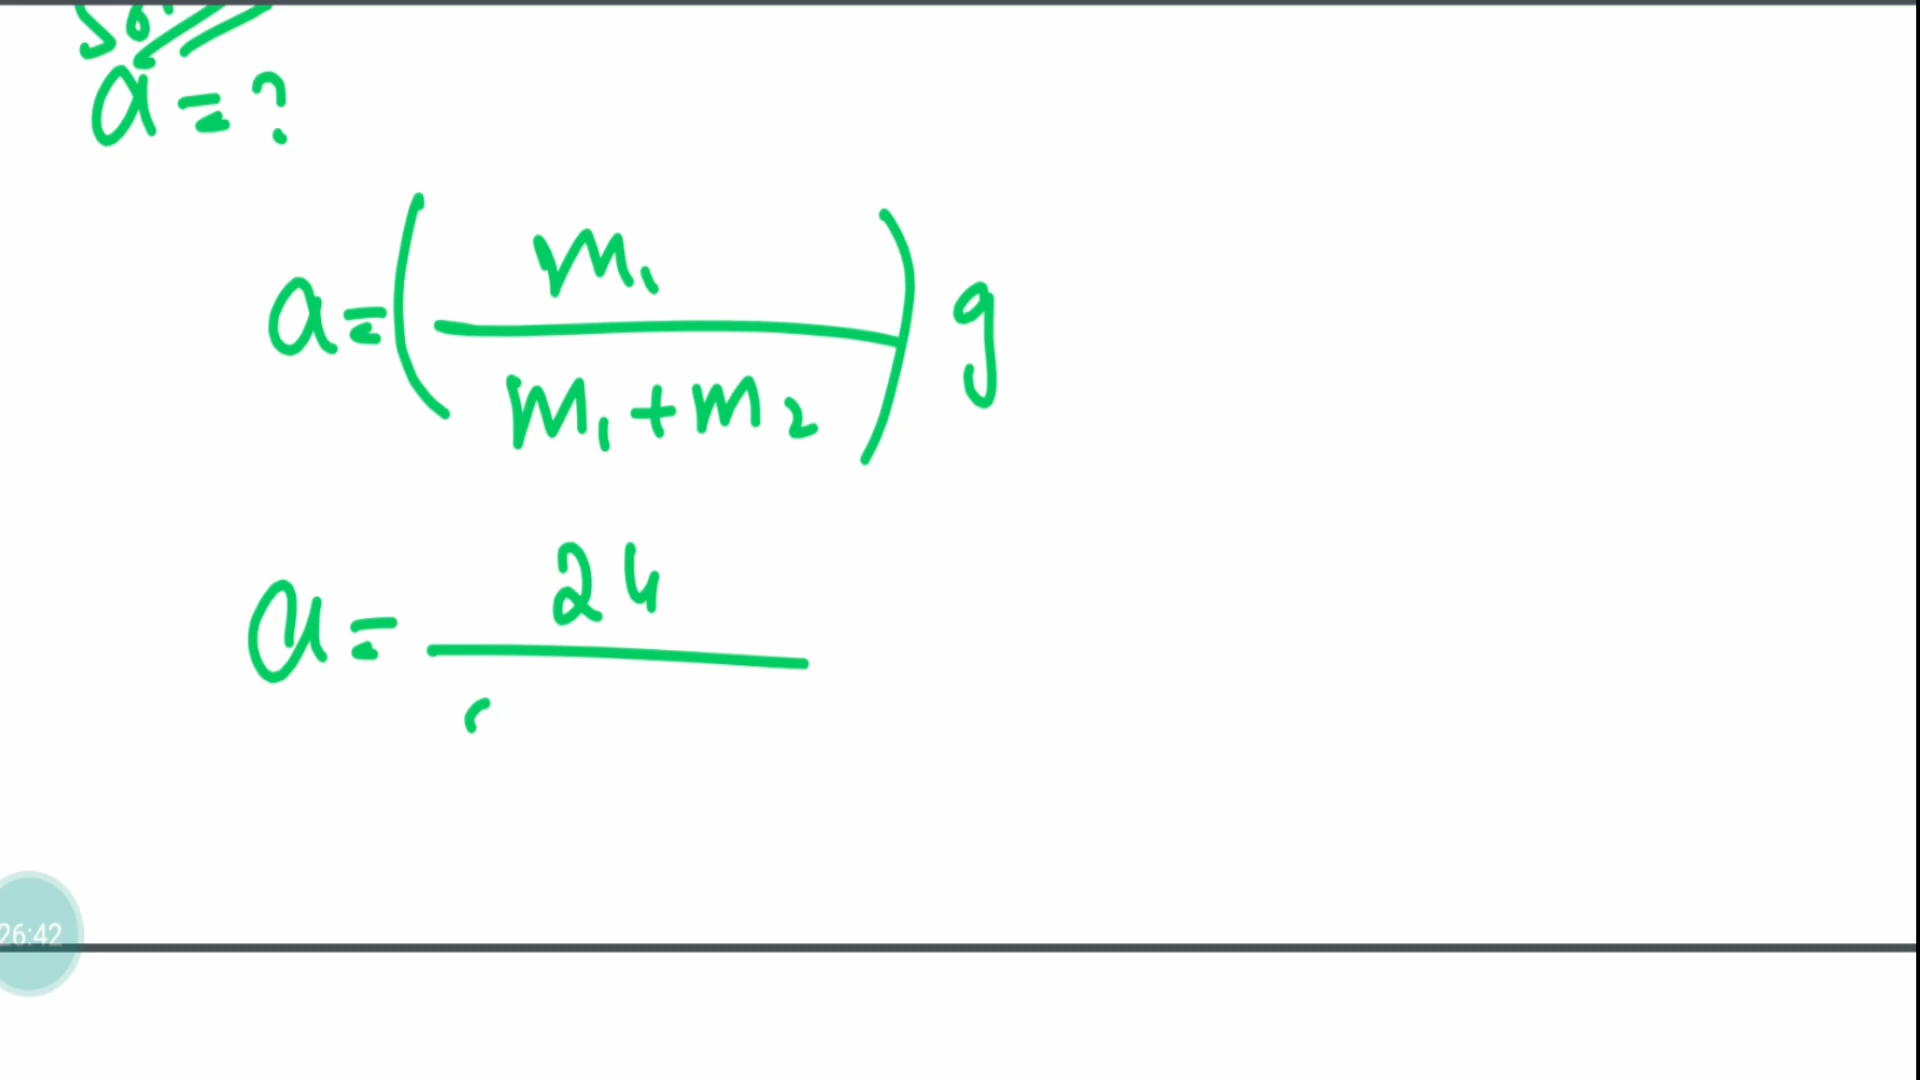 a = ?
a = ( m₁ / m₁ + m₂ ) g
a = 24 /
26:42